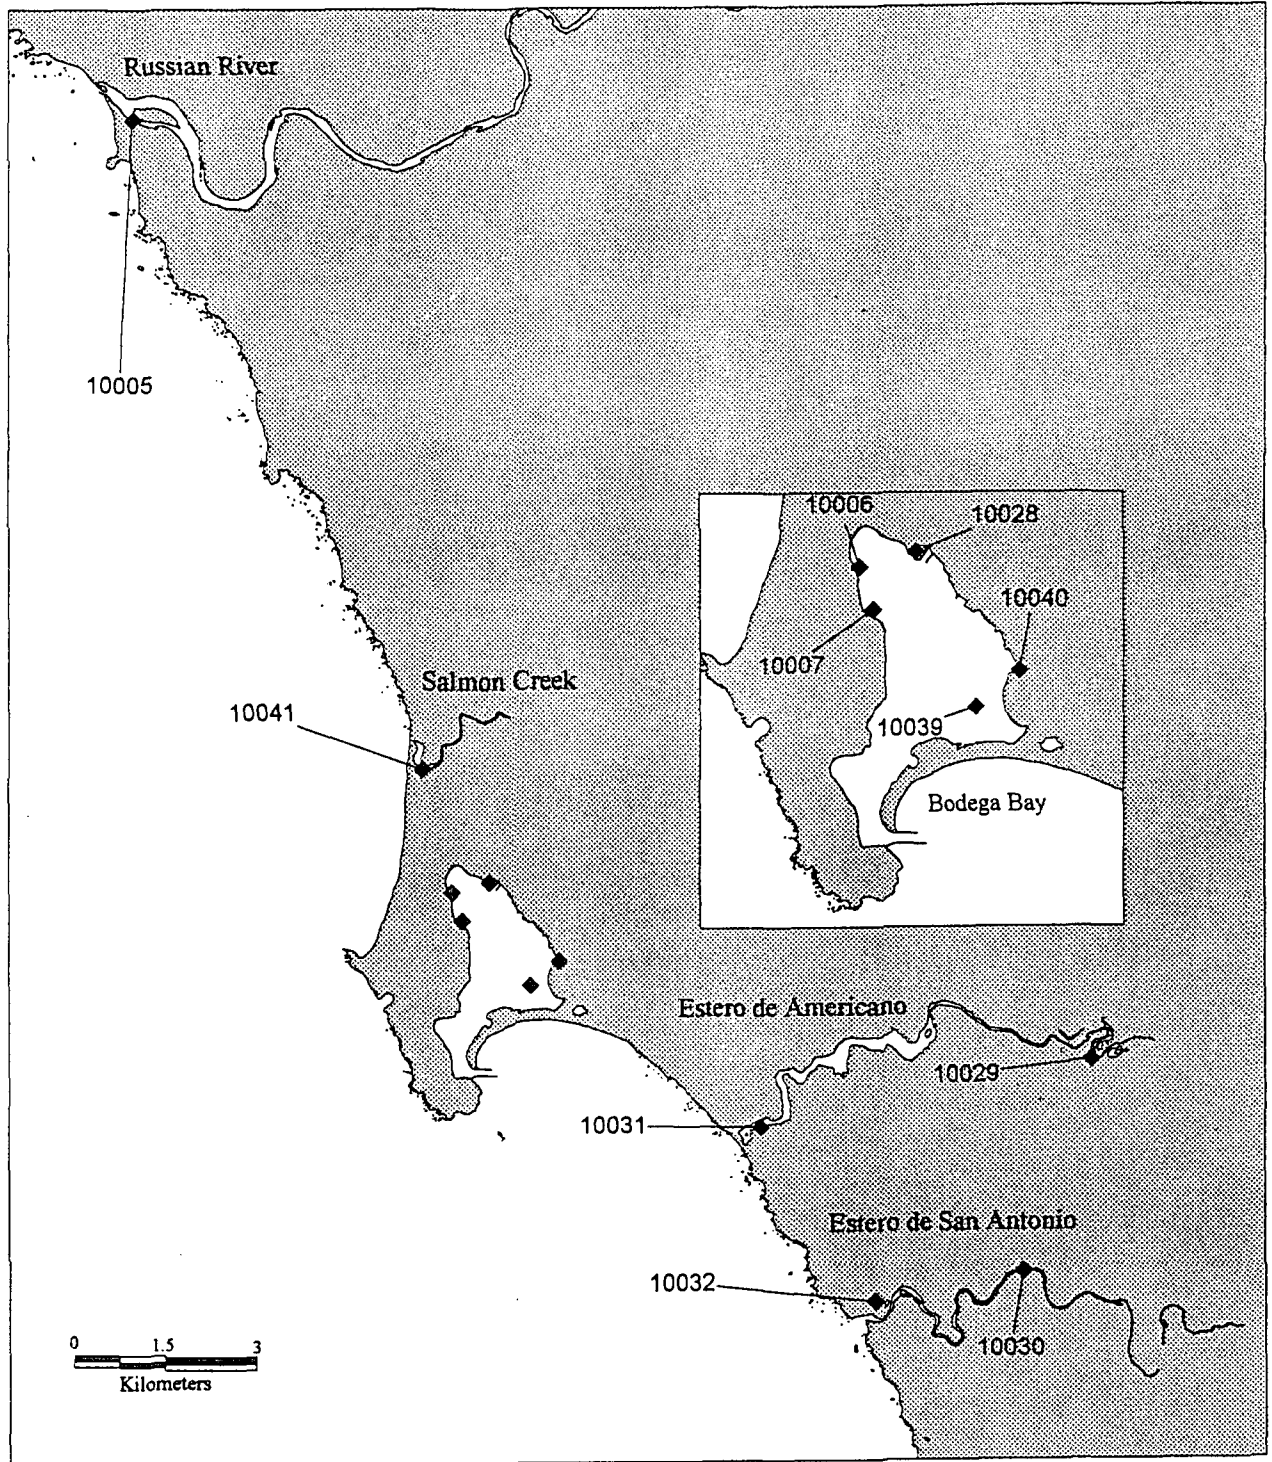 Russian River
10005
10006
10028
10040
10007
10039
Bodega Bay
Salmon Creek
10041
Estero de Americano
10029
10031
Estero de San Antonio
10032
10030
0 1.5 3
Kilometers